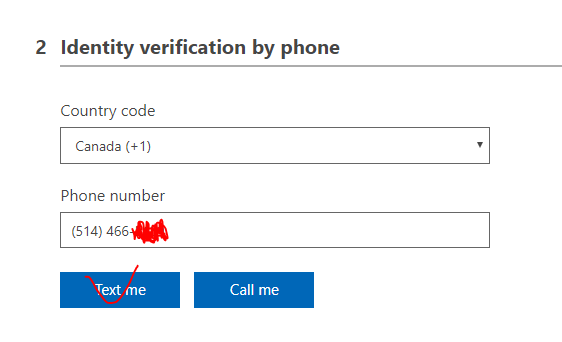 2 Identity verification by phone
Country code
Canada (+1)
Phone number
(514) 466-
Text me Call me